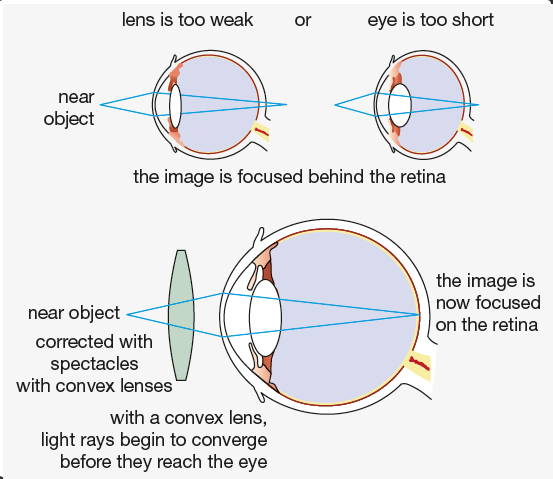 lens is too weak or eye is too short
near
object
the image is focused behind the retina
near object
corrected with
spectacles
with convex lenses
the image is
now focused
on the retina
with a convex lens,
light rays begin to converge
before they reach the eye